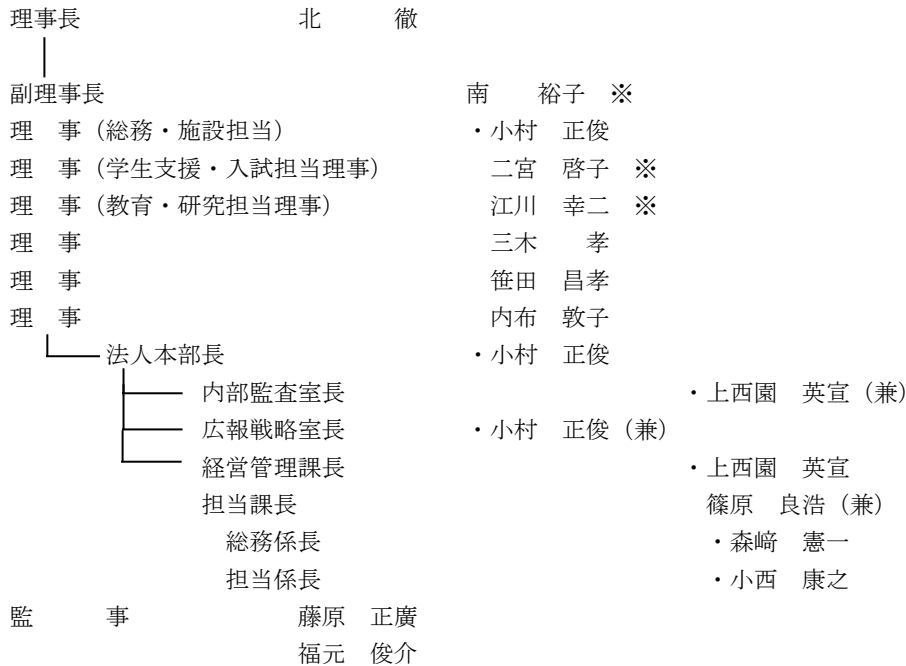 理事長　北　　徹
副理事長　南　　裕子　※
理　事（総務・施設担当）　・小村　正俊
理　事（学生支援・入試担当理事）　二宮　啓子　※
理　事（教育・研究担当理事）　江川　幸二　※
理　事　三木　　孝
理　事　笹田　昌孝
理　事　内布　敦子
法人本部長　・小村　正俊
内部監査室長　・上西園　英宣（兼）
広報戦略室長　・小村　正俊（兼）
経営管理課長　・上西園　英宣
担当課長　篠原　良浩（兼）
総務係長　・森﨑　憲一
担当係長　・小西　康之
監　　　事　藤原　正廣
福元　俊介